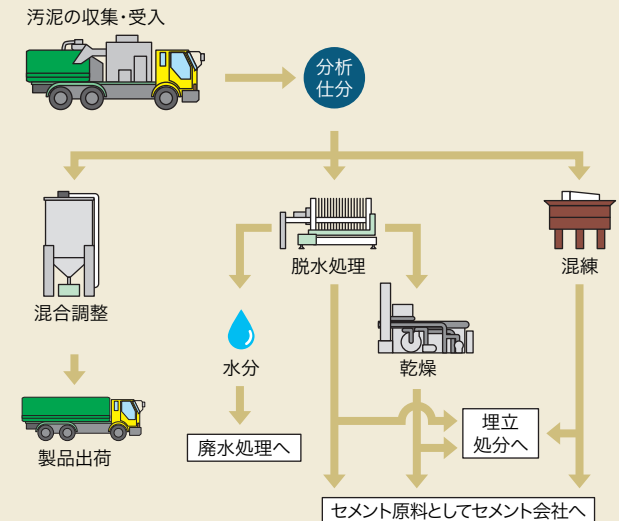 汚泥の収集・受入
分析
仕分
脱水処理
混練
混合調整
水分
乾燥
製品出荷
廃水処理へ
埋立
処分へ
セメント原料としてセメント会社へ